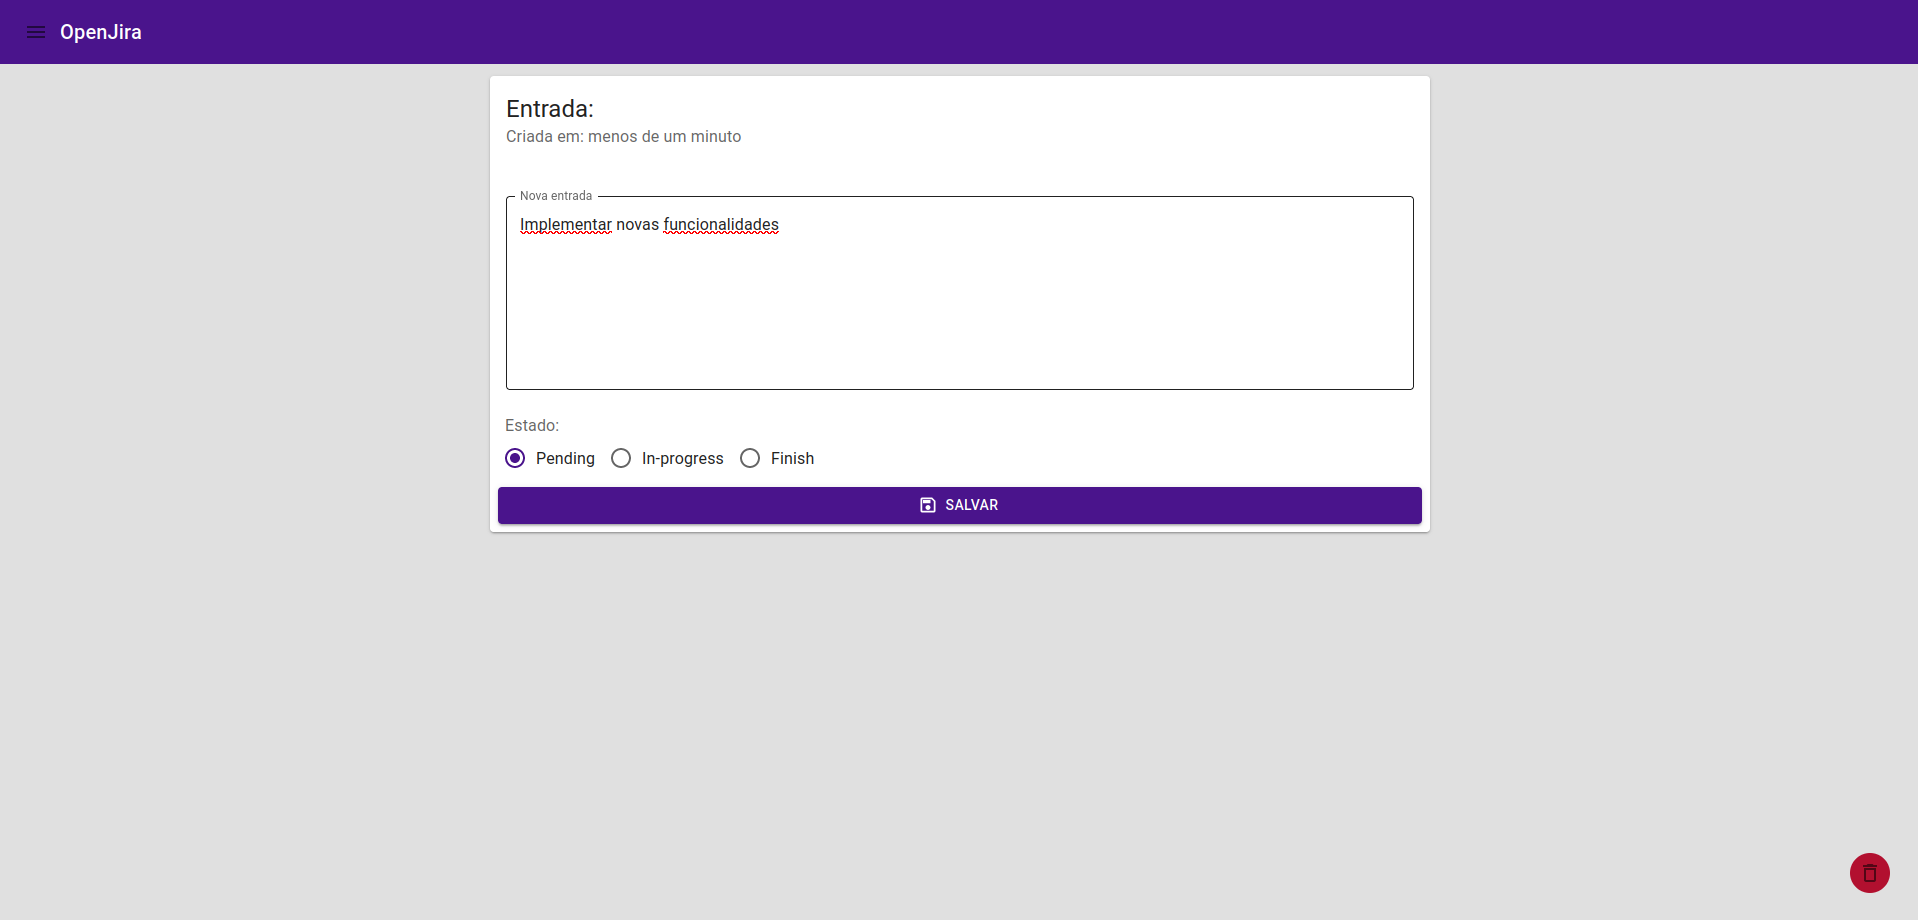 OpenJira
Entrada:
Criada em: menos de um minuto
Nova entrada
Implementar novas funcionalidades
Estado:
Pending In-progress Finish
SALVAR